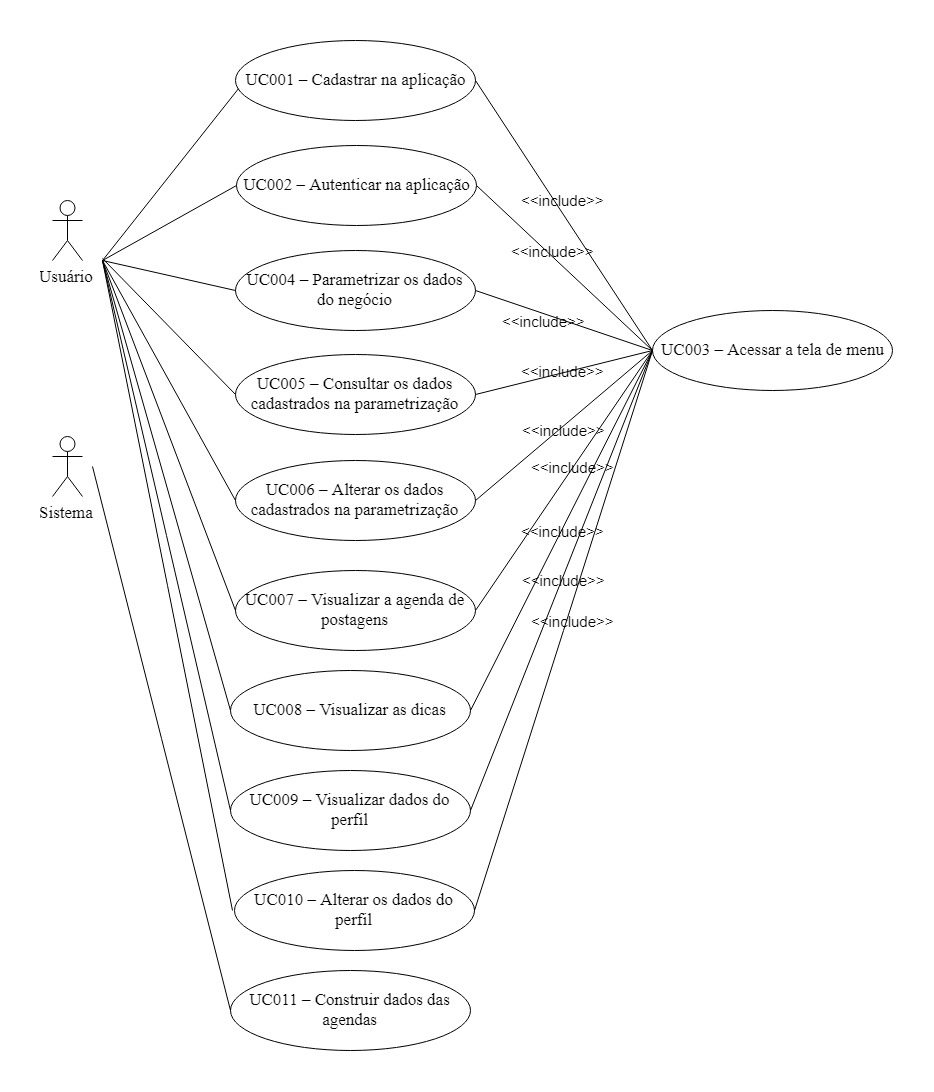 UC001 – Cadastrar na aplicação
UC002 – Autenticar na aplicação
<<include>>
<<include>>
Usuário
UC004 – Parametrizar os dados
do negócio
<<include>>
UC003 – Acessar a tela de menu
<<include>>
UC005 – Consultar os dados
cadastrados na parametrização
<<include>>
<<include>>
UC006 – Alterar os dados
cadastrados na parametrização
Sistema
<<include>>
<<include>>
UC007 – Visualizar a agenda de
postagens
<<include>>
UC008 – Visualizar as dicas
UC009 – Visualizar dados do
perfil
UC010 – Alterar os dados do
perfil
UC011 – Construir dados das
agendas